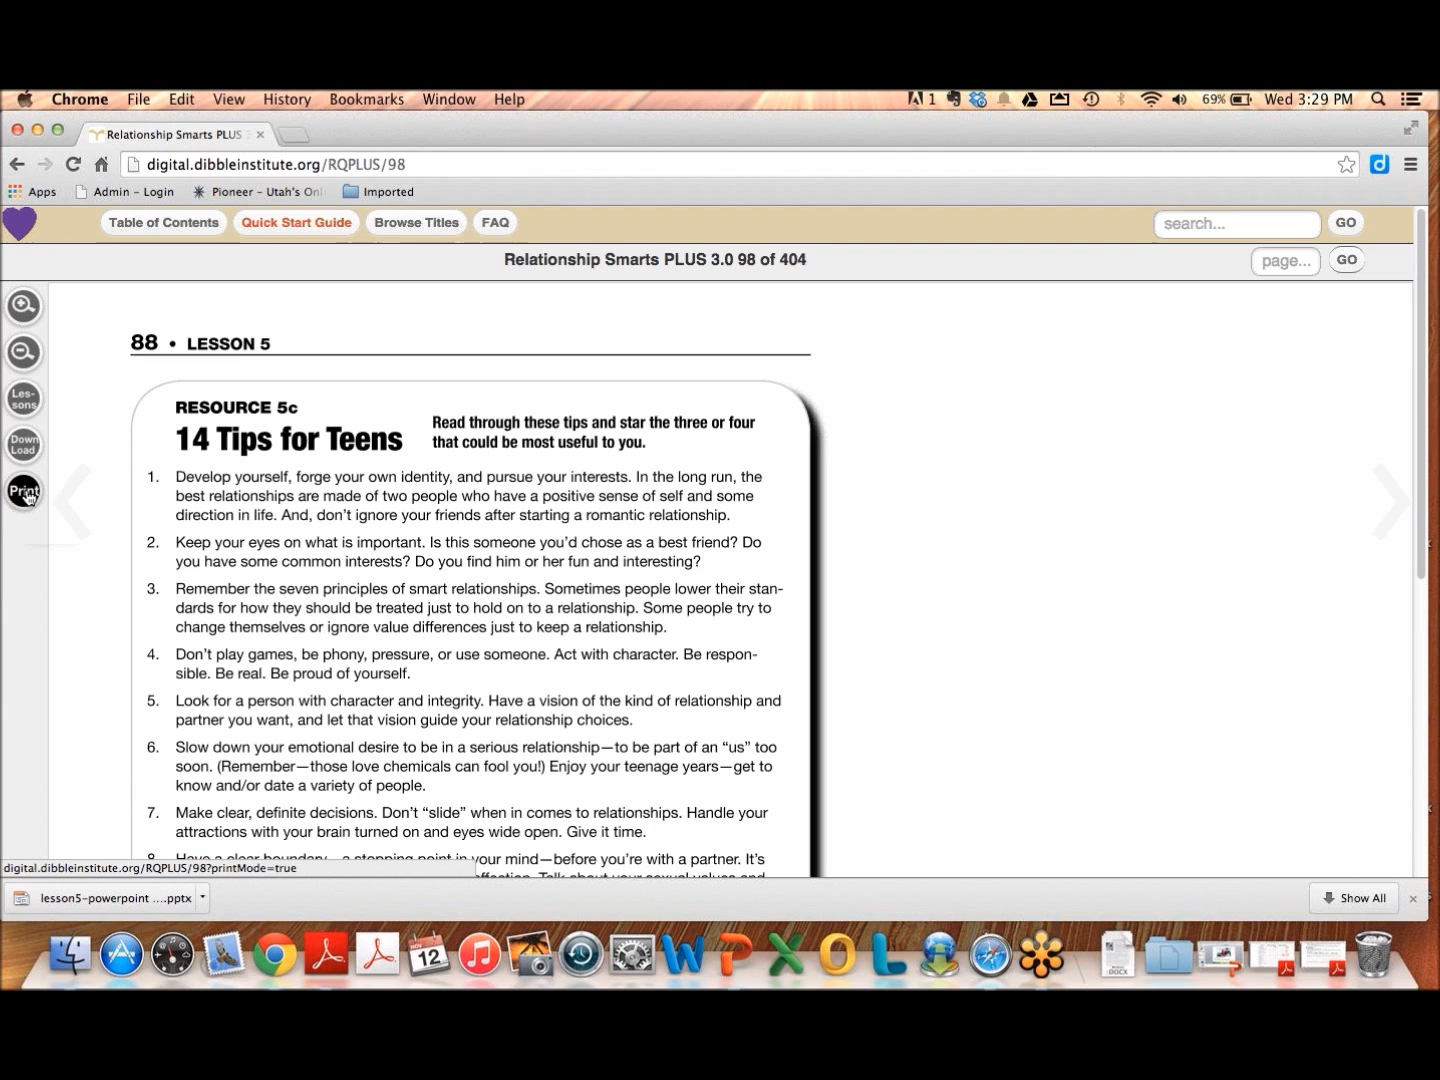 Chrome File Edit View History Bookmarks Window Help 1 69% Wed 3:29 PM
Relationship Smarts PLUS
digital.dibbleinstitute.org/RQPLUS/98
Apps Admin - Login Pioneer - Utah's Onl Imported
Table of Contents Quick Start Guide Browse Titles FAQ search... GO
Relationship Smarts PLUS 3.0 98 of 404 page... GO
88 • LESSON 5
Les-
sons
Down
Load
Print
RESOURCE 5c
14 Tips for Teens
Read through these tips and star the three or four
that could be most useful to you.
1. Develop yourself, forge your own identity, and pursue your interests. In the long run, the
best relationships are made of two people who have a positive sense of self and some
direction in life. And, don't ignore your friends after starting a romantic relationship.
2. Keep your eyes on what is important. Is this someone you'd chose as a best friend? Do
you have some common interests? Do you find him or her fun and interesting?
3. Remember the seven principles of smart relationships. Sometimes people lower their stan-
dards for how they should be treated just to hold on to a relationship. Some people try to
change themselves or ignore value differences just to keep a relationship.
4. Don't play games, be phony, pressure, or use someone. Act with character. Be respon-
sible. Be real. Be proud of yourself.
5. Look for a person with character and integrity. Have a vision of the kind of relationship and
partner you want, and let that vision guide your relationship choices.
6. Slow down your emotional desire to be in a serious relationship—to be part of an “us” too
soon. (Remember—those love chemicals can fool you!) Enjoy your teenage years—get to
know and/or date a variety of people.
7. Make clear, definite decisions. Don't “slide” when in comes to relationships. Handle your
attractions with your brain turned on and eyes wide open. Give it time.
8. Have a clear boundary—a stopping point in your mind—before you're with a partner. It's
digital.dibbleinstitute.org/RQPLUS/98?printMode=true
lesson5-powerpoint ....pptx Show All
NOV
12
DOCX